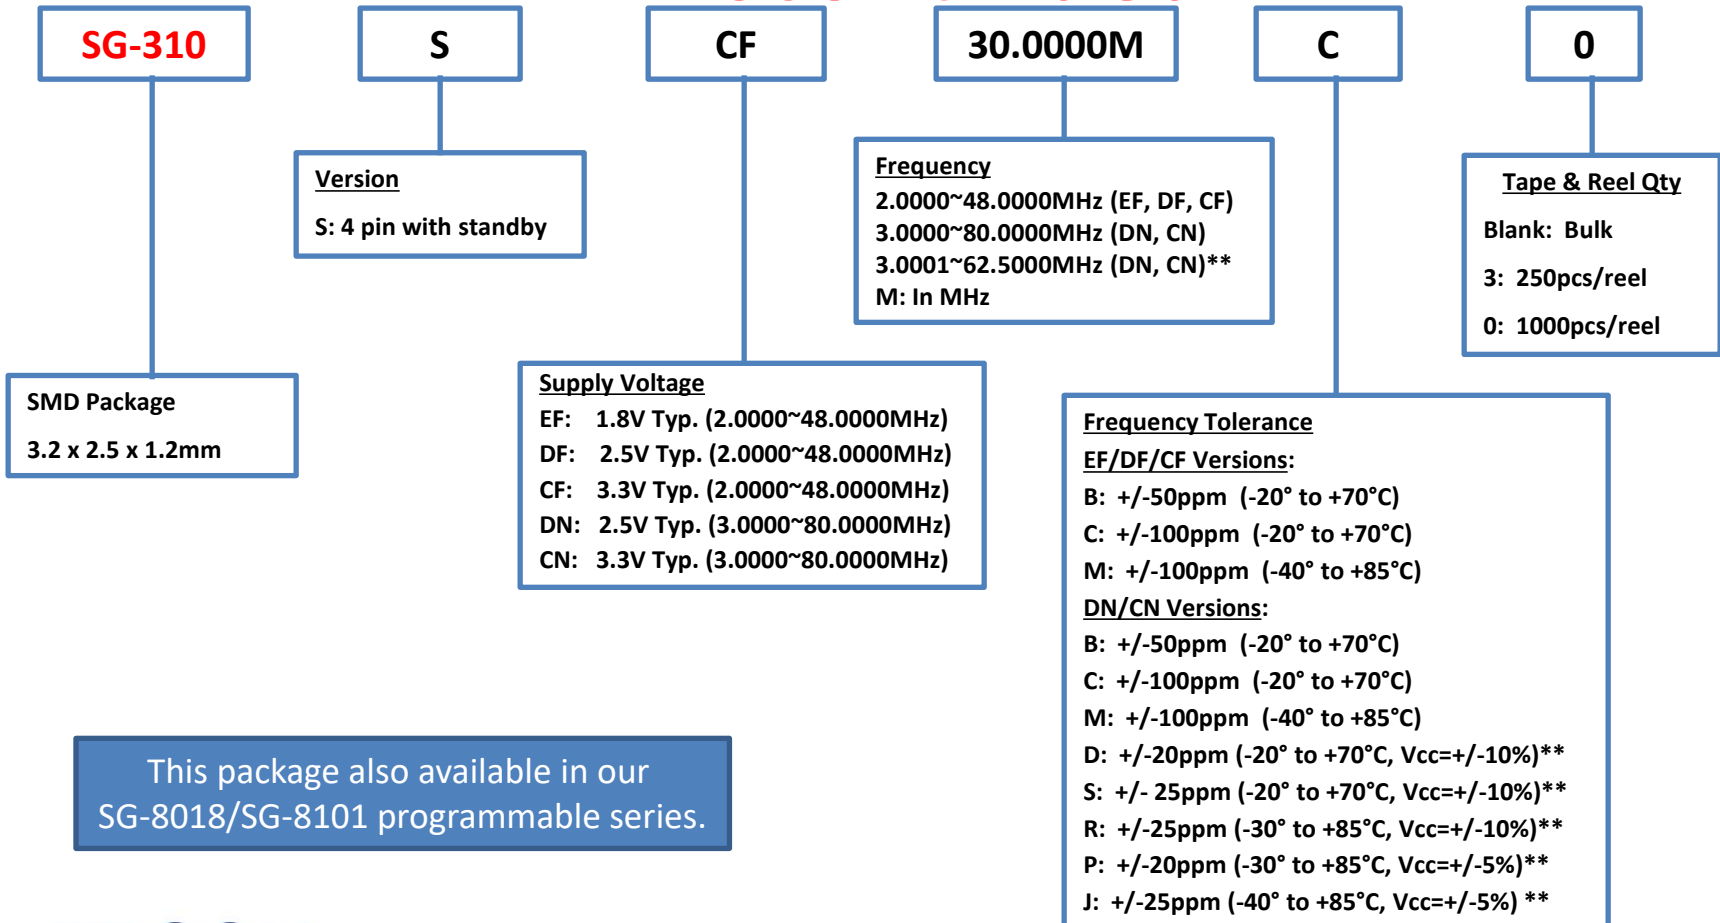 SG-310
S
CF
30.0000M
C
0
Version
S: 4 pin with standby
Frequency
2.0000~48.0000MHz (EF, DF, CF)
3.0000~80.0000MHz (DN, CN)
3.0001~62.5000MHz (DN, CN)**
M: In MHz
Tape & Reel Qty
Blank: Bulk
3: 250pcs/reel
0: 1000pcs/reel
SMD Package
3.2 x 2.5 x 1.2mm
Supply Voltage
EF: 1.8V Typ. (2.0000~48.0000MHz)
DF: 2.5V Typ. (2.0000~48.0000MHz)
CF: 3.3V Typ. (2.0000~48.0000MHz)
DN: 2.5V Typ. (3.0000~80.0000MHz)
CN: 3.3V Typ. (3.0000~80.0000MHz)
Frequency Tolerance
EF/DF/CF Versions:
B: +/-50ppm (-20° to +70°C)
C: +/-100ppm (-20° to +70°C)
M: +/-100ppm (-40° to +85°C)
DN/CN Versions:
B: +/-50ppm (-20° to +70°C)
C: +/-100ppm (-20° to +70°C)
M: +/-100ppm (-40° to +85°C)
D: +/-20ppm (-20° to +70°C, Vcc=+/-10%)**
S: +/- 25ppm (-20° to +70°C, Vcc=+/-10%)**
R: +/-25ppm (-30° to +85°C, Vcc=+/-10%)**
P: +/-20ppm (-30° to +85°C, Vcc=+/-5%)**
J: +/-25ppm (-40° to +85°C, Vcc=+/-5%) **
This package also available in our
SG-8018/SG-8101 programmable series.